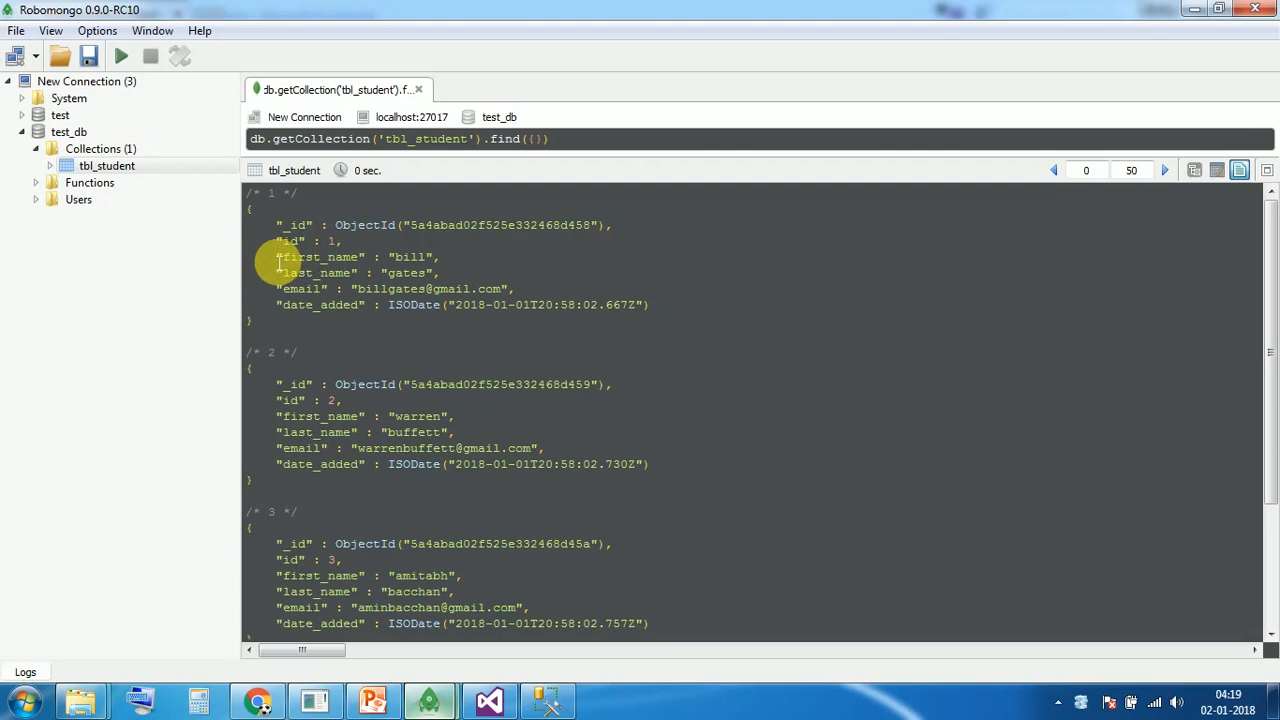 Robomongo 0.9.0-RC10
File View Options Window Help
New Connection (3)
System
test
test_db
Collections (1)
tbl_student
Functions
Users
db.getCollection('tbl_student').f...
New Connection localhost:27017 test_db
db.getCollection('tbl_student').find({})
tbl_student 0 sec. 0 50
/* 1 */
{
"_id" : ObjectId("5a4abad02f525e332468d458"),
"id" : 1,
"first_name" : "bill",
"last_name" : "gates",
"email" : "billgates@gmail.com",
"date_added" : ISODate("2018-01-01T20:58:02.667Z")
}
/* 2 */
{
"_id" : ObjectId("5a4abad02f525e332468d459"),
"id" : 2,
"first_name" : "warren",
"last_name" : "buffett",
"email" : "warrenbuffett@gmail.com",
"date_added" : ISODate("2018-01-01T20:58:02.730Z")
}
/* 3 */
{
"_id" : ObjectId("5a4abad02f525e332468d45a"),
"id" : 3,
"first_name" : "amitabh",
"last_name" : "bacchan",
"email" : "aminbacchan@gmail.com",
"date_added" : ISODate("2018-01-01T20:58:02.757Z")
Logs
04:19
02-01-2018